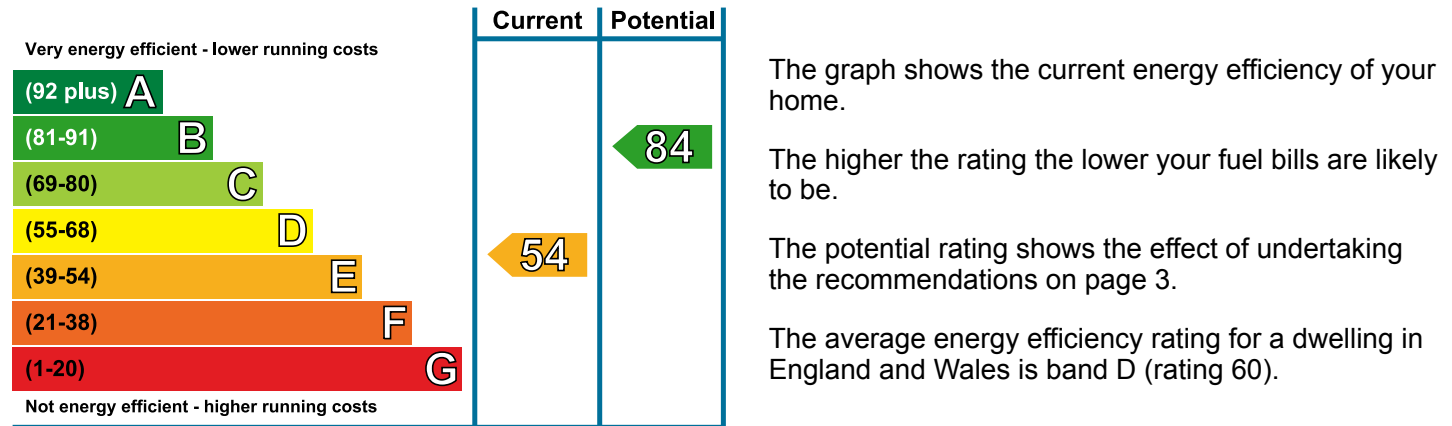 Current Potential
Very energy efficient - lower running costs
(92 plus) A
(81-91) B
84
(69-80) C
(55-68) D
54
(39-54) E
(21-38) F
(1-20) G
Not energy efficient - higher running costs
The graph shows the current energy efficiency of your
home.
The higher the rating the lower your fuel bills are likely
to be.
The potential rating shows the effect of undertaking
the recommendations on page 3.
The average energy efficiency rating for a dwelling in
England and Wales is band D (rating 60).